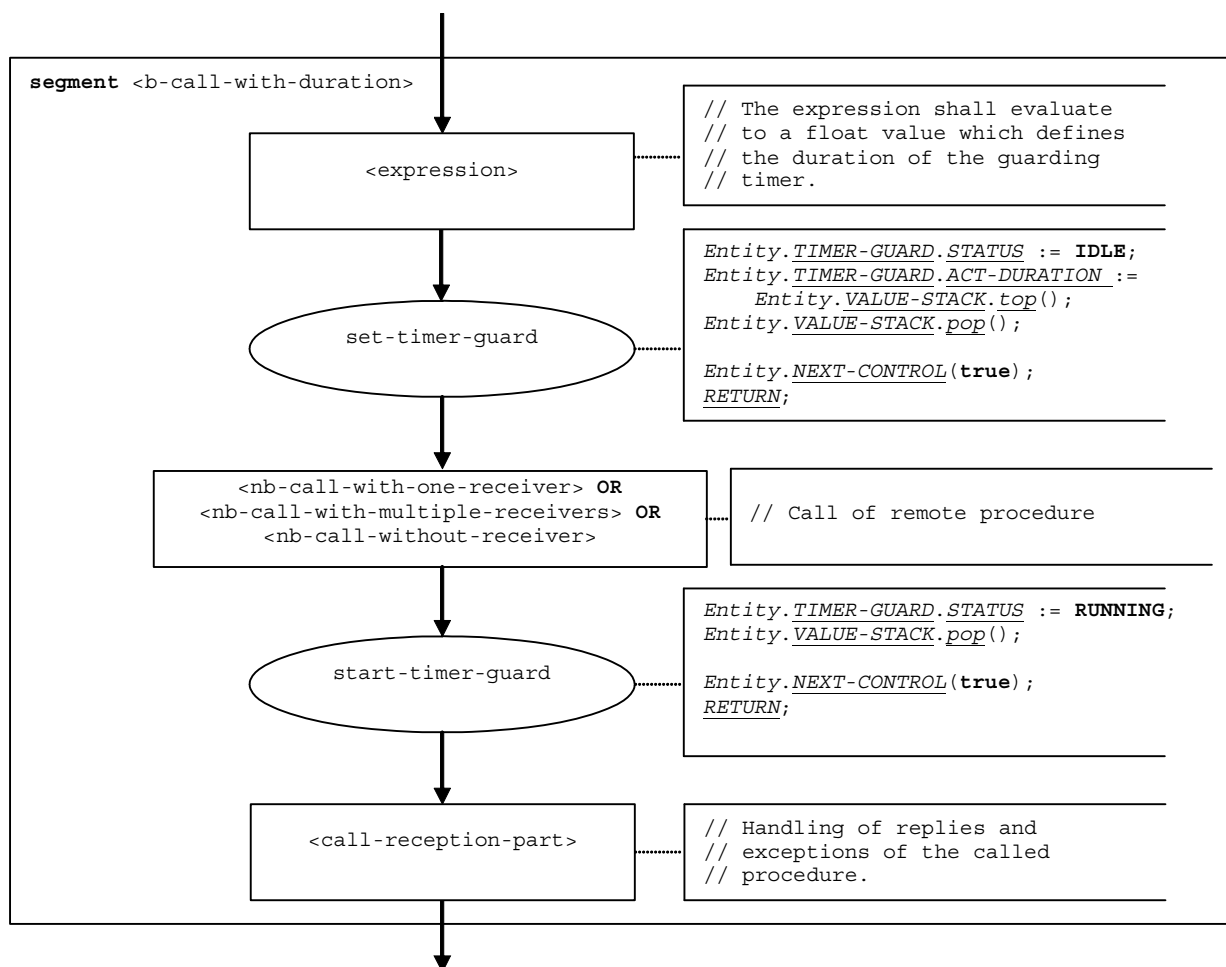 segment <b-call-with-duration>
<expression>
// The expression shall evaluate
// to a float value which defines
// the duration of the guarding
// timer.
set-timer-guard
Entity.TIMER-GUARD.STATUS := IDLE;
Entity.TIMER-GUARD.ACT-DURATION :=
Entity.VALUE-STACK.top();
Entity.VALUE-STACK.pop();
Entity.NEXT-CONTROL(true);
RETURN;
<nb-call-with-one-receiver> OR
<nb-call-with-multiple-receivers> OR
<nb-call-without-receiver>
// Call of remote procedure
start-timer-guard
Entity.TIMER-GUARD.STATUS := RUNNING;
Entity.VALUE-STACK.pop();
Entity.NEXT-CONTROL(true);
RETURN;
<call-reception-part>
// Handling of replies and
// exceptions of the called
// procedure.